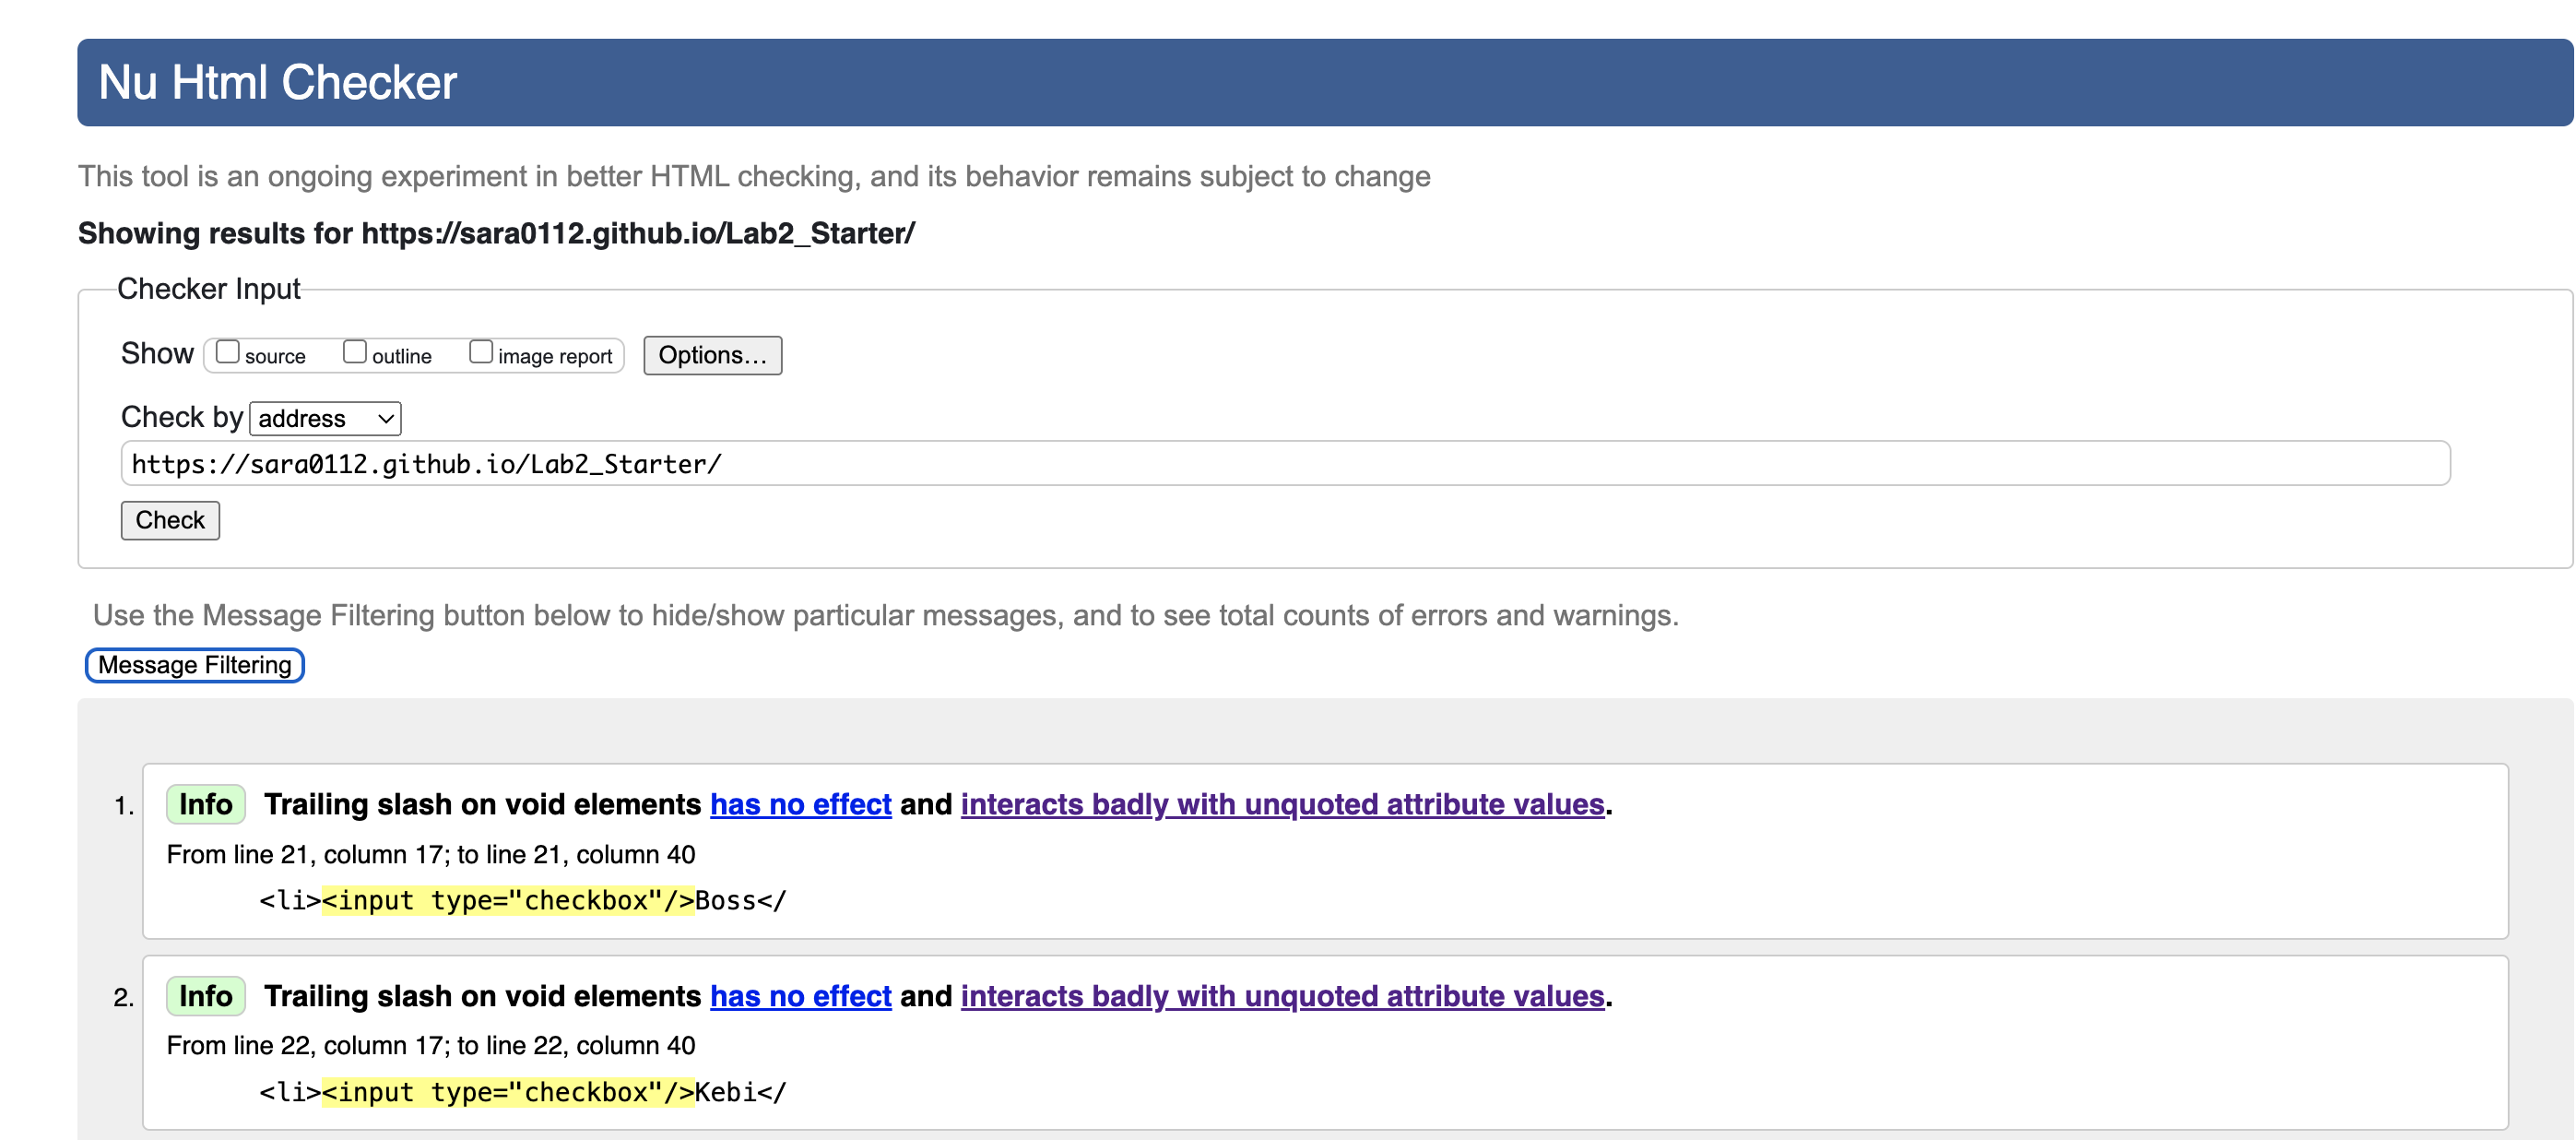 Nu Html Checker
This tool is an ongoing experiment in better HTML checking, and its behavior remains subject to change
Showing results for https://sara0112.github.io/Lab2_Starter/
Checker Input
Show source outline image report Options...
Check by address
https://sara0112.github.io/Lab2_Starter/
Check
Use the Message Filtering button below to hide/show particular messages, and to see total counts of errors and warnings.
Message Filtering
1. Info Trailing slash on void elements has no effect and interacts badly with unquoted attribute values.
From line 21, column 17; to line 21, column 40
<li><input type="checkbox"/>Boss</
2. Info Trailing slash on void elements has no effect and interacts badly with unquoted attribute values.
From line 22, column 17; to line 22, column 40
<li><input type="checkbox"/>Kebi</